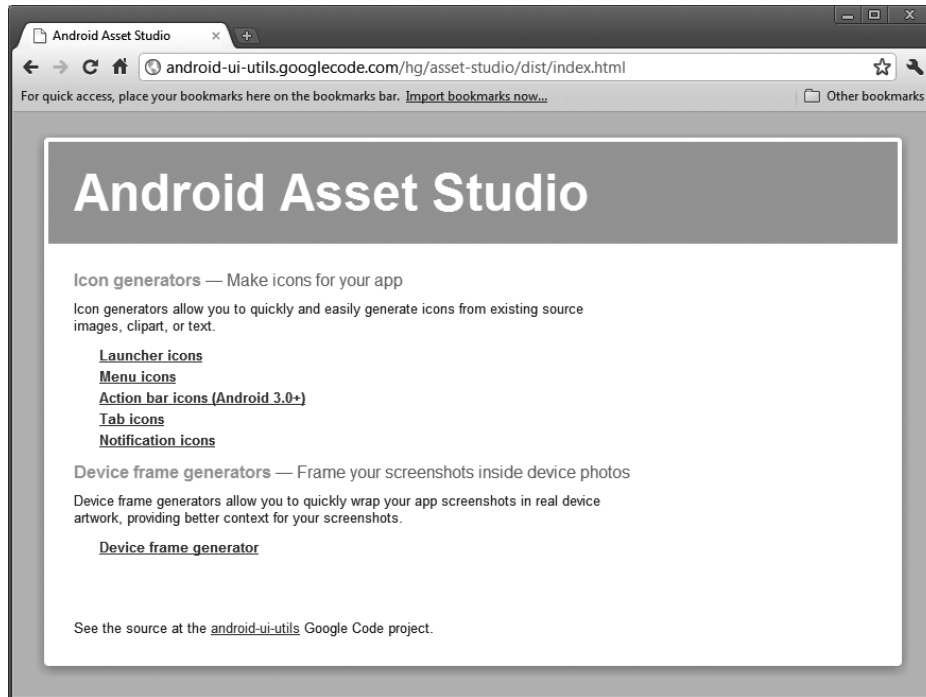 Android Asset Studio
android-ui-utils.googlecode.com/hg/asset-studio/dist/index.html
For quick access, place your bookmarks here on the bookmarks bar. Import bookmarks now...
Other bookmarks
Android Asset Studio
Icon generators — Make icons for your app
Icon generators allow you to quickly and easily generate icons from existing source
images, clipart, or text.
Launcher icons
Menu icons
Action bar icons (Android 3.0+)
Tab icons
Notification icons
Device frame generators — Frame your screenshots inside device photos
Device frame generators allow you to quickly wrap your app screenshots in real device
artwork, providing better context for your screenshots.
Device frame generator
See the source at the android-ui-utils Google Code project.